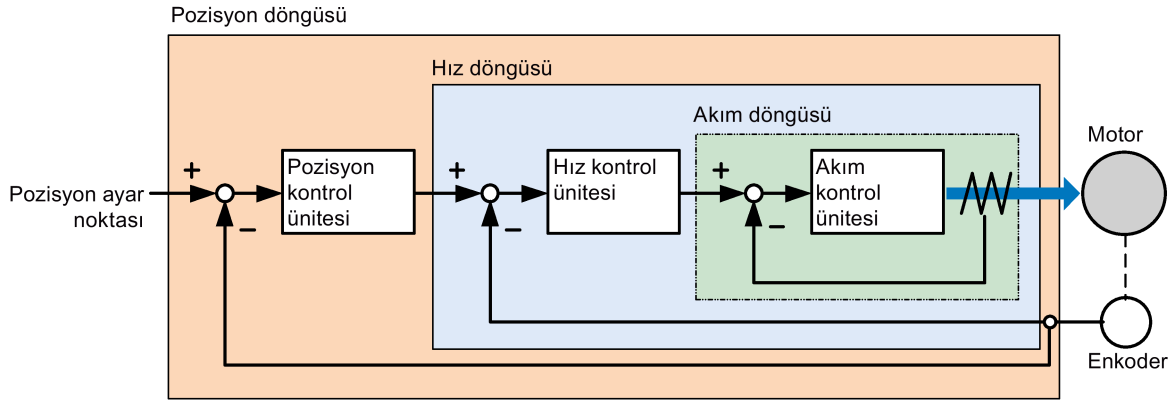 Pozisyon döngüsü
Hız döngüsü
Akım döngüsü
Motor
Pozisyon ayar
noktası
+
−
Pozisyon
kontrol
ünitesi
+
−
Hız kontrol
ünitesi
+
−
Akım
kontrol
ünitesi
Enkoder